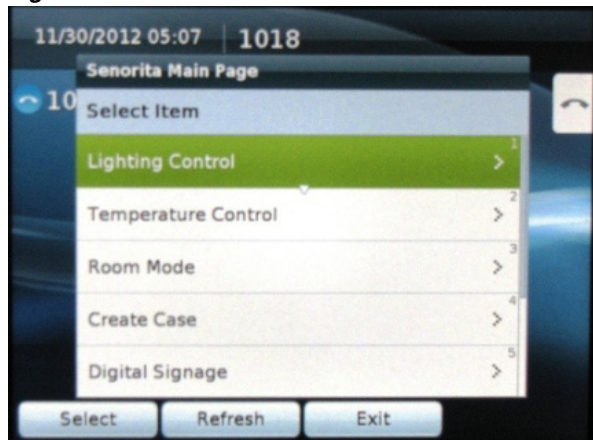 11/30/2012 05:07 1018
Senorita Main Page
10
Select Item
Lighting Control > 1
Temperature Control > 2
Room Mode > 3
Create Case > 4
Digital Signage > 5
Select Refresh Exit